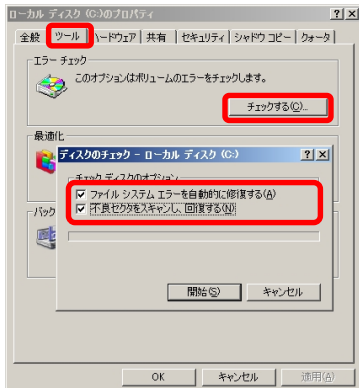 ローカル ディスク (C:)のプロパティ
全般 ツール ハードウェア 共有 セキュリティ シャドウ コピー クォータ
エラー チェック
このオプションはボリュームのエラーをチェックします。
チェックする(C)...
最適化
ディスクのチェック - ローカル ディスク (C:)
チェック ディスクのオプション
ファイル システム エラーを自動的に修復する(A)
不良セクタをスキャンし、回復する(N)
バック
開始(S) キャンセル
OK キャンセル 適用(A)